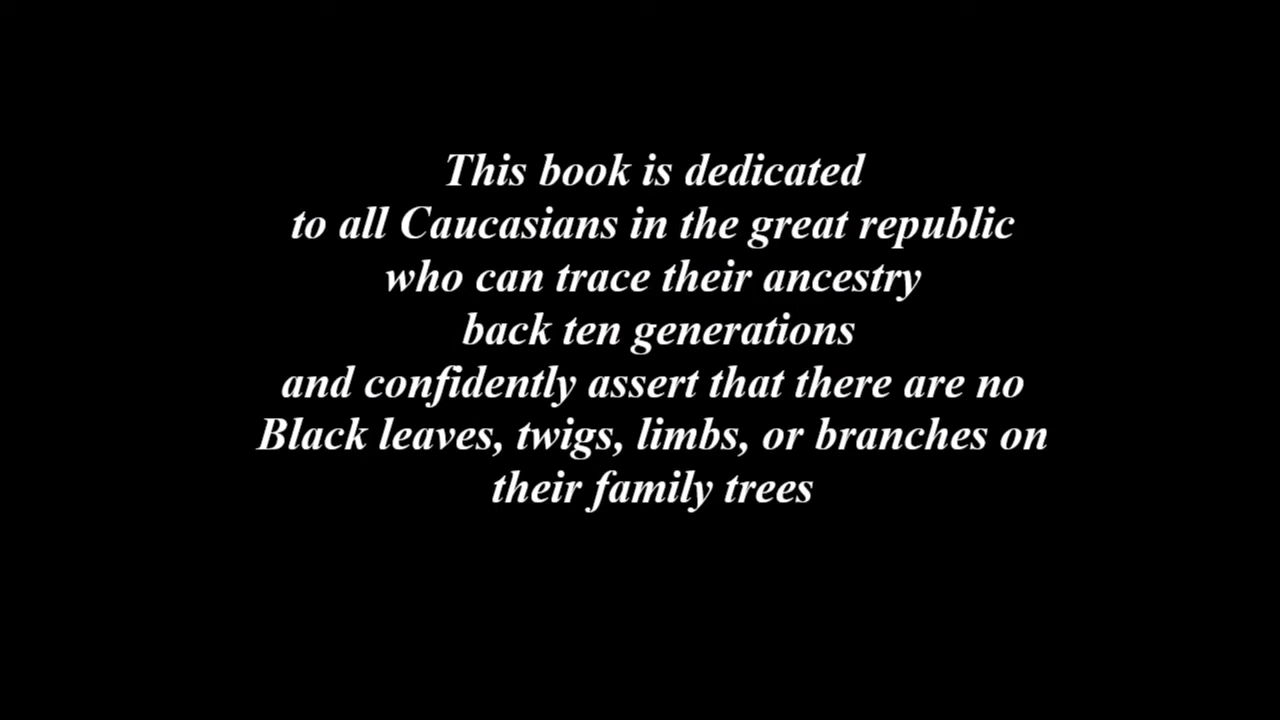 This book is dedicated
to all Caucasians in the great republic
who can trace their ancestry
back ten generations
and confidently assert that there are no
Black leaves, twigs, limbs, or branches on
their family trees